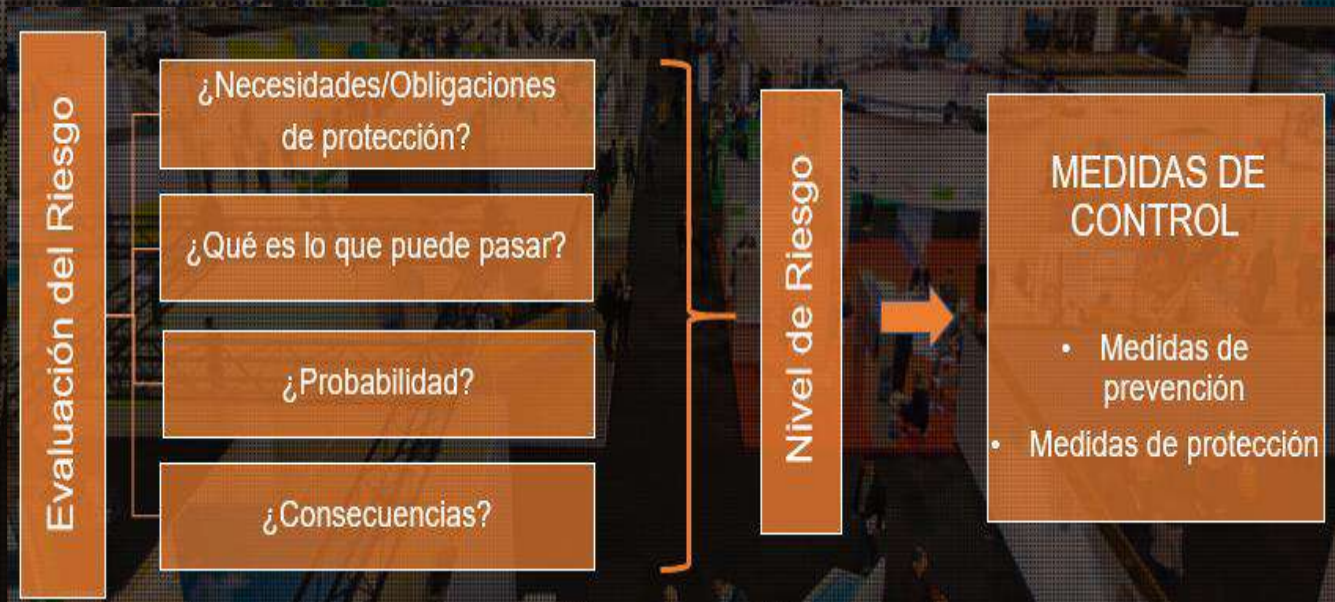 Evaluación del Riesgo
¿Necesidades/Obligaciones
de protección?
¿Qué es lo que puede pasar?
¿Probabilidad?
¿Consecuencias?
Nivel de Riesgo
MEDIDAS DE
CONTROL
• Medidas de
prevención
• Medidas de protección